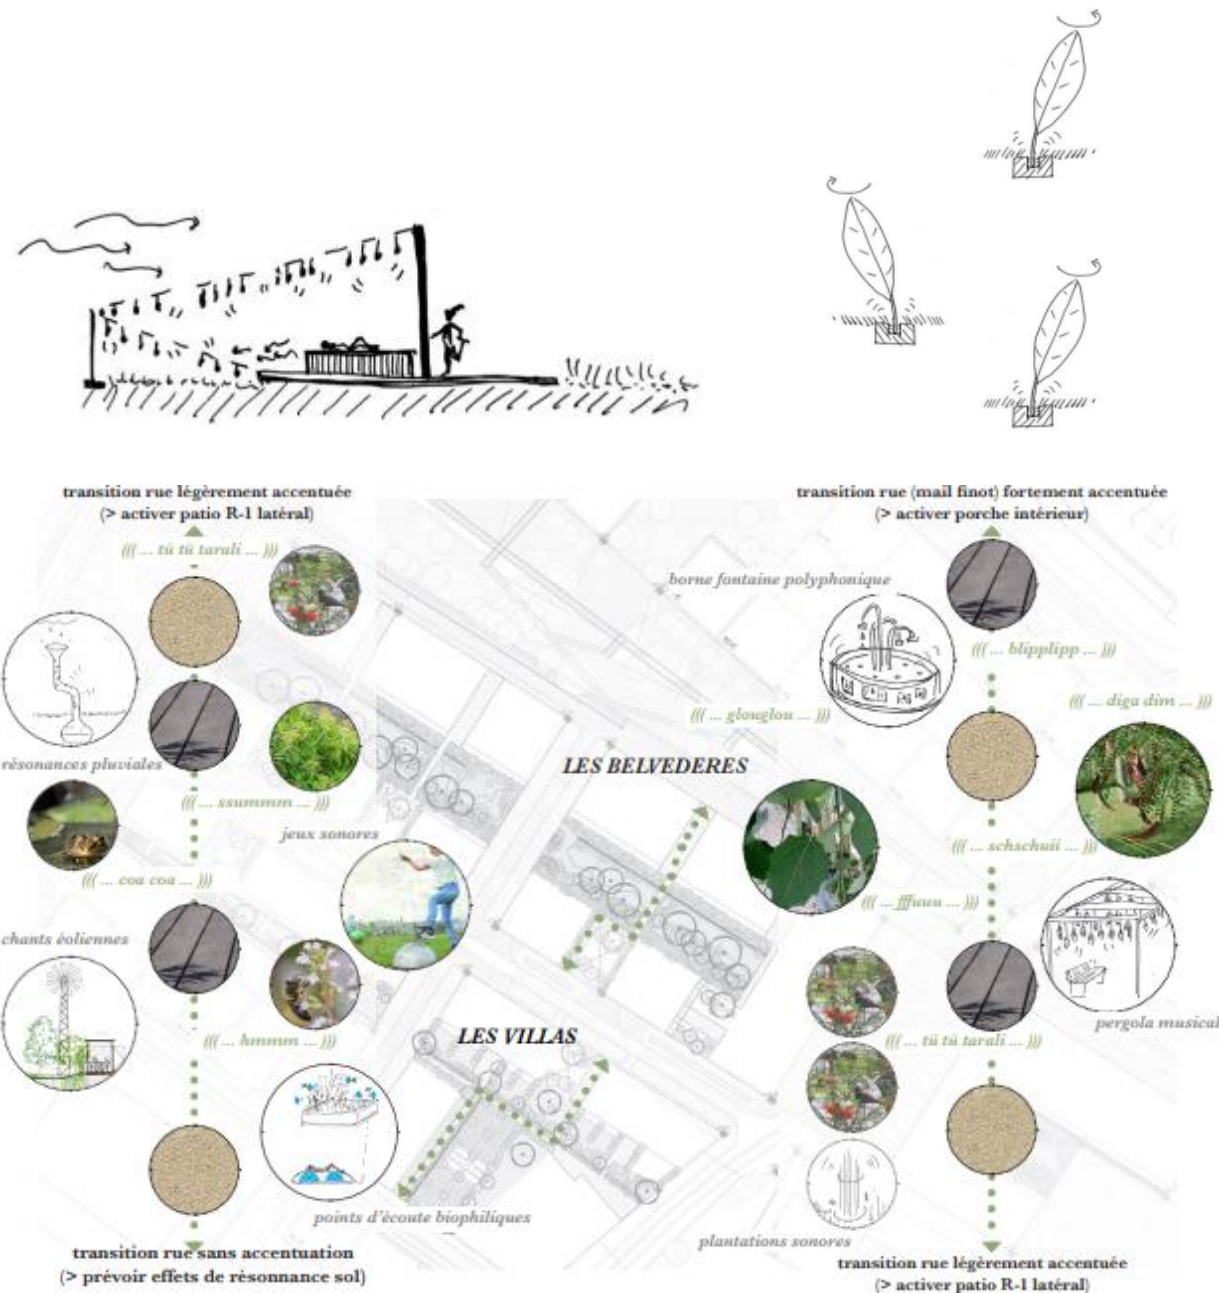 transition rue légèrement accentuée
(> activer patio R-1 latéral)
transition rue (mail finot) fortement accentuée
(> activer porche intérieur)
(((( ... tü tü tarali ... )))
borne fontaine polyphonique
(((( ... blipplipp ... )))
(((( ... diga dim ... )))
(((( ... glouglou ... )))
résonances pluviales
LES BELVEDERES
(((( ... ssummm ... )))
jeux sonores
(((( ... schschuii ... )))
(((( ... coa coa ... )))
(((( ... fffuuu ... )))
chants éoliennes
pergola musical
(((( ... hmmm ... )))
LES VILLAS
(((( ... tü tü tarali ... )))
points d'écoute biophiliques
plantations sonores
transition rue sans accentuation
(> prévoir effets de résonnance sol)
transition rue légèrement accentuée
(> activer patio R-1 latéral)